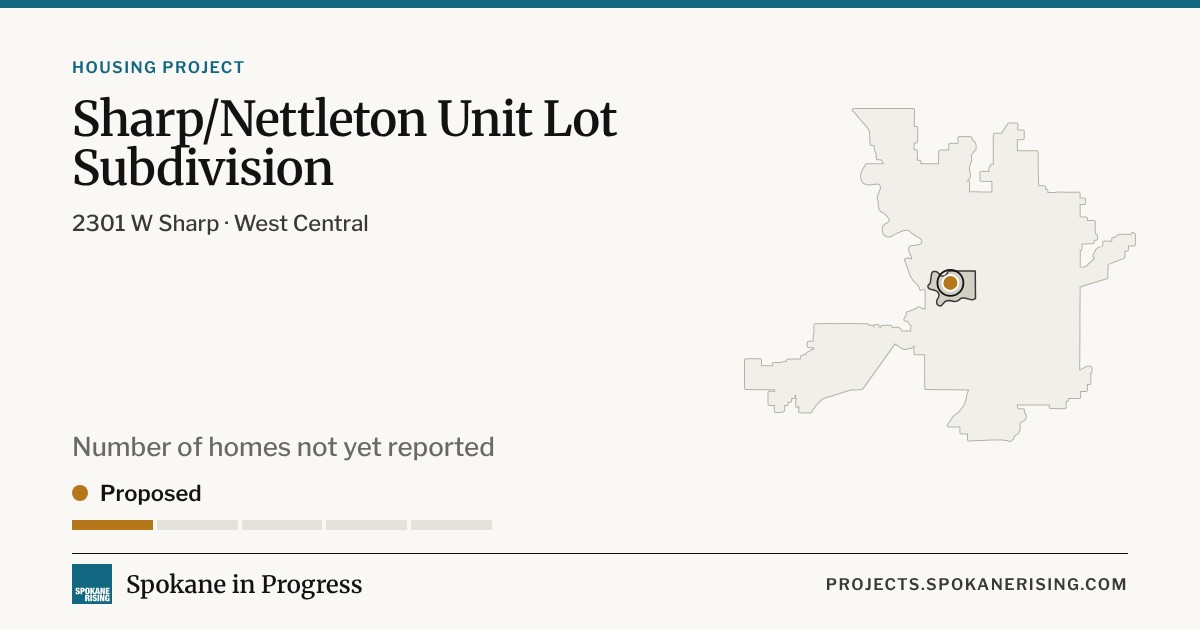 HOUSING PROJECT
Sharp/Nettleton Unit Lot
Subdivision
2301 W Sharp · West Central
Number of homes not yet reported
Proposed
SPOKANE
RISING
Spokane in Progress
PROJECTS.SPOKANERISING.COM